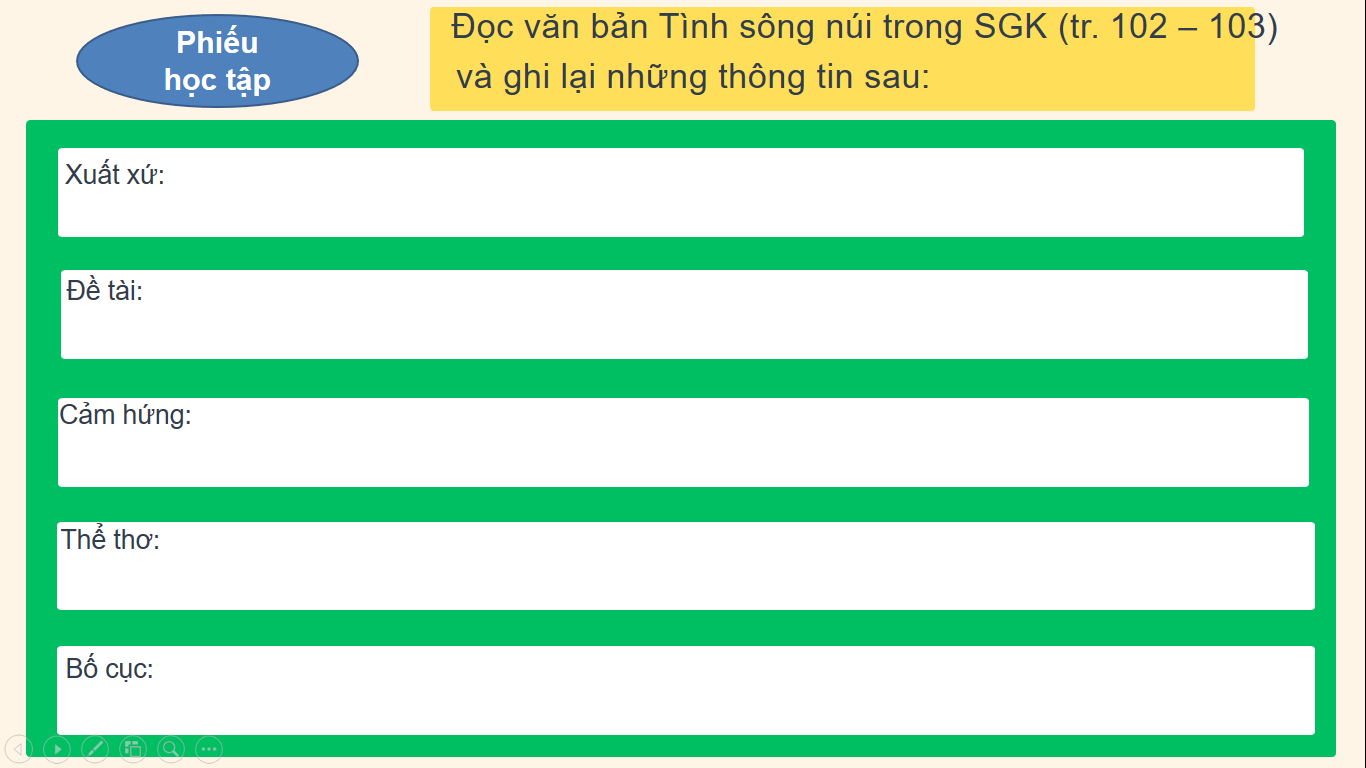 Phiếu
học tập
Đọc văn bản Tình sông núi trong SGK (tr. 102 – 103)
và ghi lại những thông tin sau:
Xuất xứ:
Đề tài:
Cảm hứng:
Thể thơ:
Bố cục: